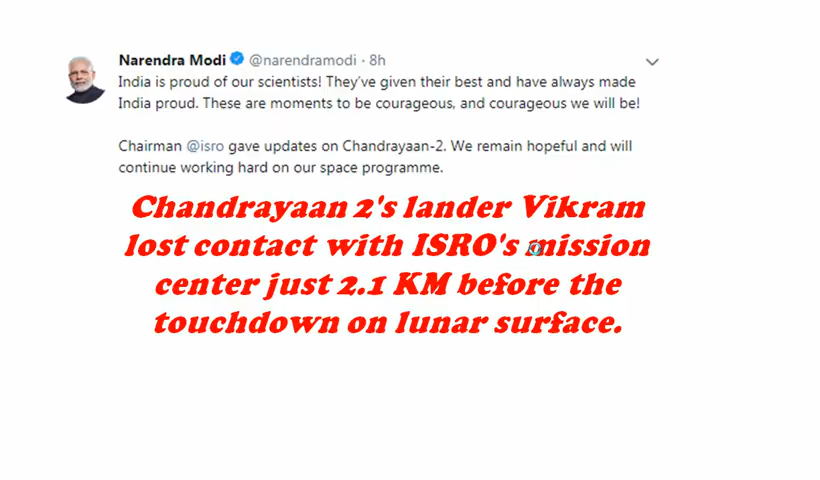 Narendra Modi @narendramodi · 8h
India is proud of our scientists! They've given their best and have always made
India proud. These are moments to be courageous, and courageous we will be!
Chairman @isro gave updates on Chandrayaan-2. We remain hopeful and will
continue working hard on our space programme.
Chandrayaan 2's lander Vikram
lost contact with ISRO's mission
center just 2.1 KM before the
touchdown on lunar surface.